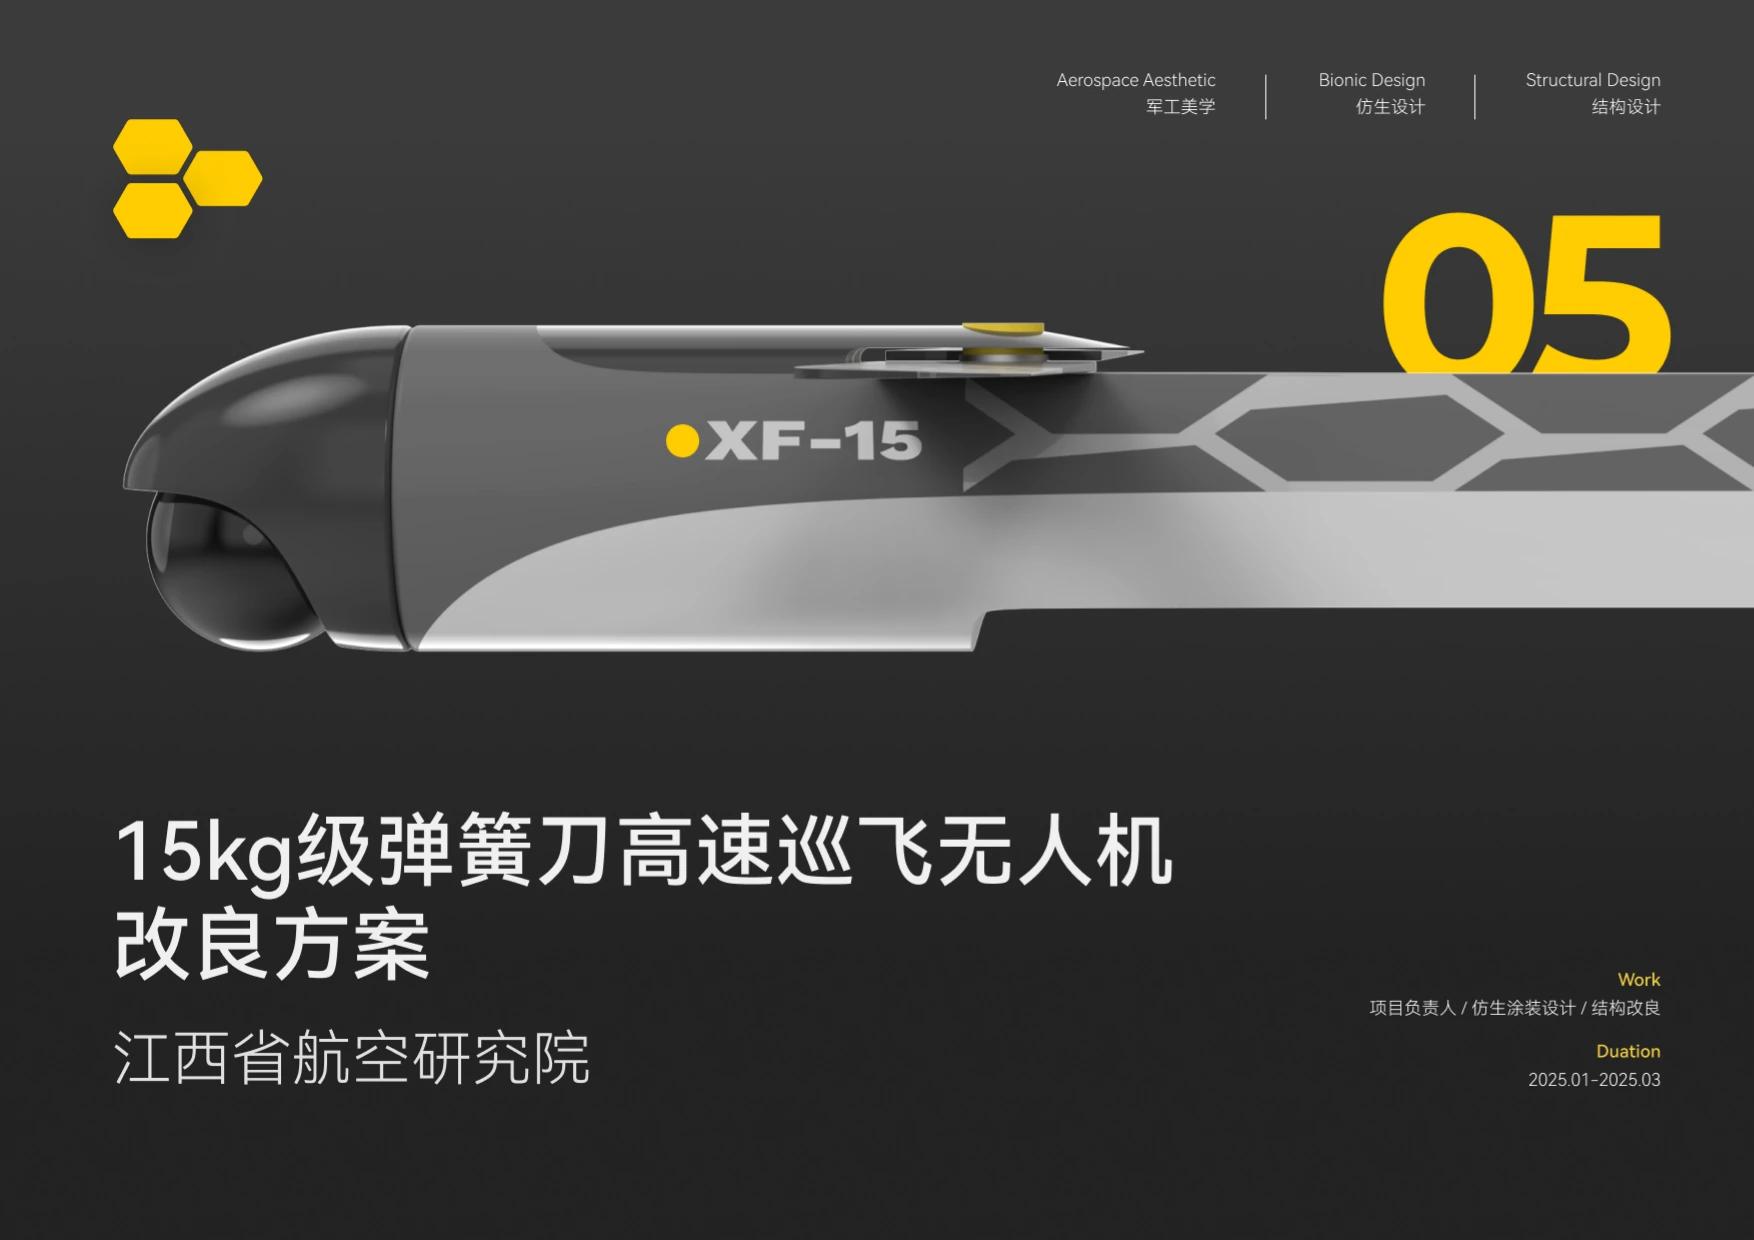 Aerospace Aesthetic
军工美学
Bionic Design
仿生设计
Structural Design
结构设计
05
XF-15
15kg级弹簧刀高速巡飞无人机
改良方案
江西省航空研究院
Work
项目负责人 / 仿生涂装设计 / 结构改良
Duation
2025.01-2025.03